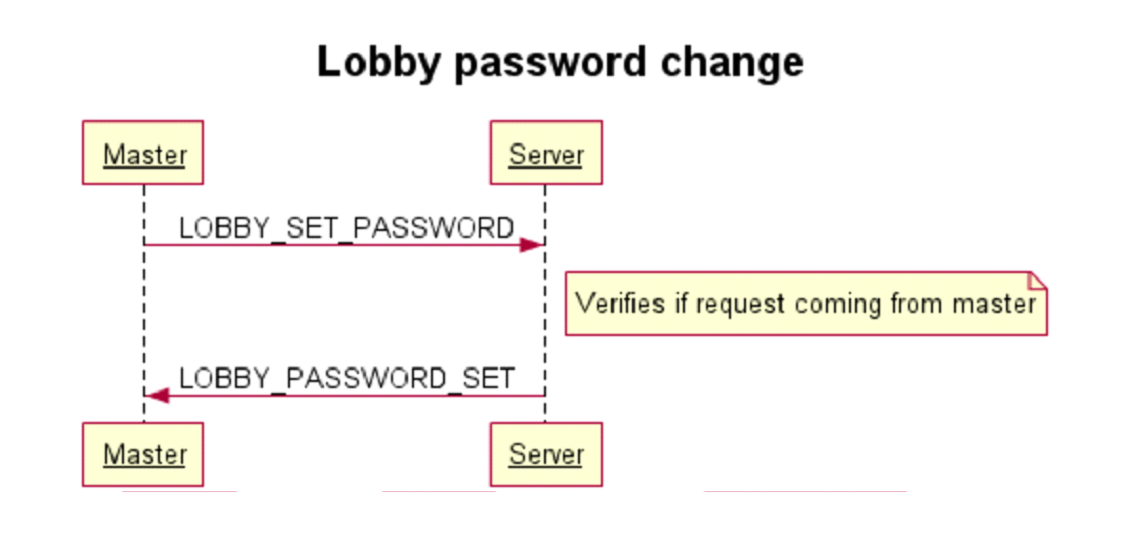 Lobby password change
Master
Server
LOBBY_SET_PASSWORD
Verifies if request coming from master
LOBBY_PASSWORD_SET
Master
Server